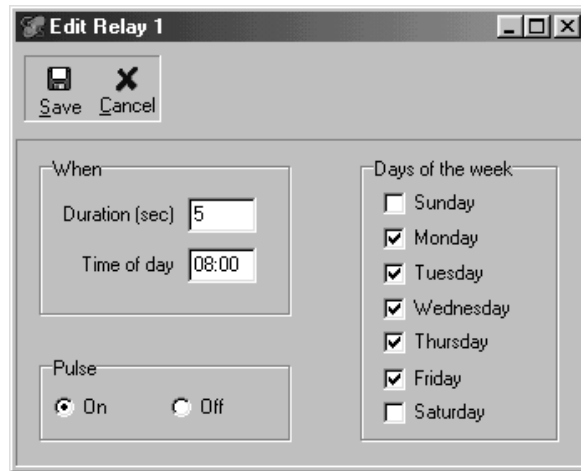 Edit Relay 1
Save Cancel
When
Duration (sec) 5
Time of day 08:00
Pulse
On Off
Days of the week
Sunday
Monday
Tuesday
Wednesday
Thursday
Friday
Saturday